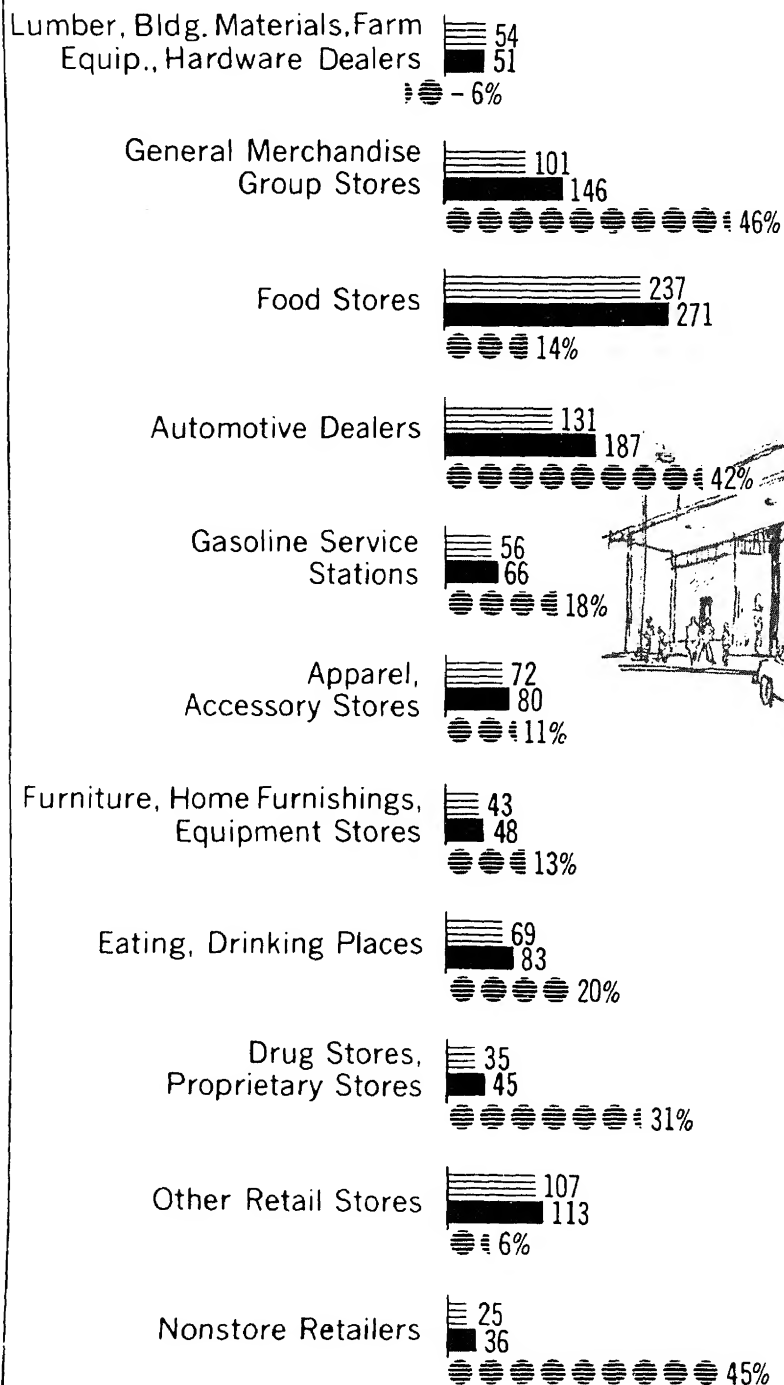 Lumber, Bldg. Materials, Farm
Equip., Hardware Dealers
54
51
– 6%
General Merchandise
Group Stores
101
146
46%
Food Stores
237
271
14%
Automotive Dealers
131
187
42%
Gasoline Service
Stations
56
66
18%
Apparel,
Accessory Stores
72
80
11%
Furniture, Home Furnishings,
Equipment Stores
43
48
13%
Eating, Drinking Places
69
83
20%
Drug Stores,
Proprietary Stores
35
45
31%
Other Retail Stores
107
113
6%
Nonstore Retailers
25
36
45%